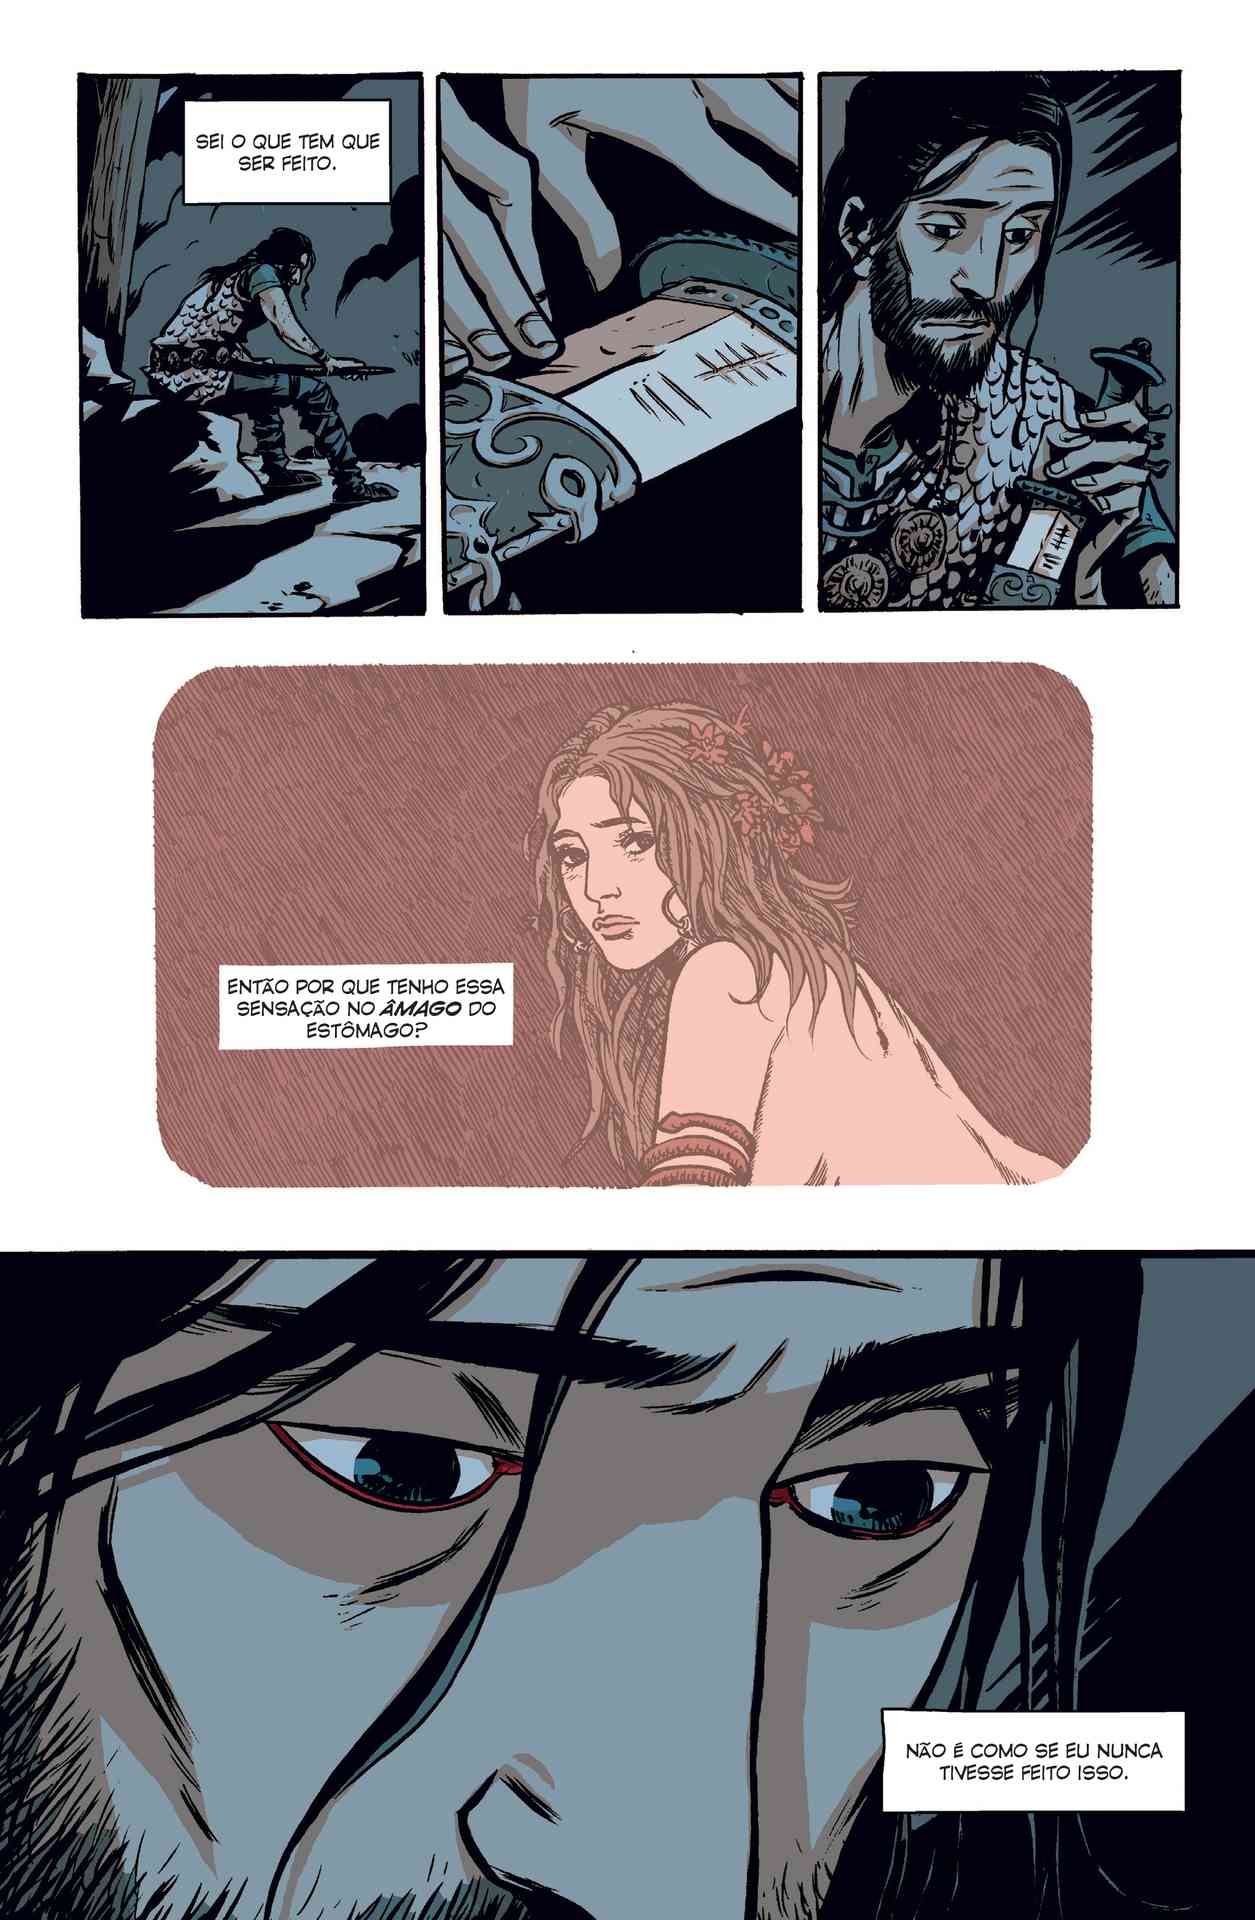 SEI O QUE TEM QUE
SER FEITO.
ENTÃO POR QUE TENHO ESSA
SENSAÇÃO NO ÂMAGO DO
ESTÔMAGO?
NÃO É COMO SE EU NUNCA
TIVESSE FEITO ISSO.